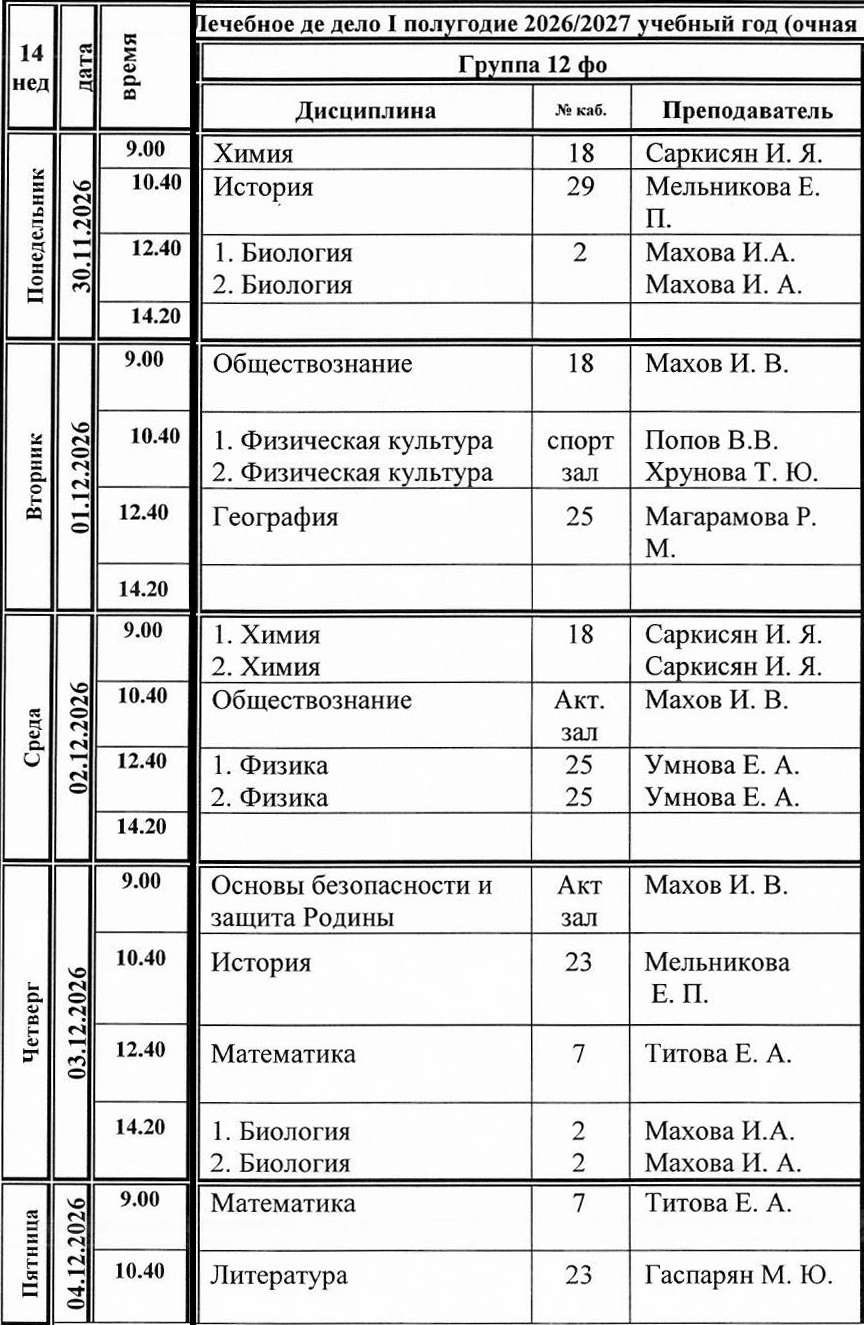 Лечебное де дело I полугодие 2026/2027 учебный год (очная
14 нед
дата
время
Группа 12 фо
Дисциплина № каб. Преподаватель
Понедельник
30.11.2026
9.00 Химия 18 Саркисян И. Я.
10.40 История 29 Мельникова Е.
П.
12.40 1. Биология 2 Махова И.А.
2. Биология Махова И. А.
14.20
Вторник
01.12.2026
9.00 Обществознание 18 Махов И. В.
10.40 1. Физическая культура спорт Попов В.В.
2. Физическая культура зал Хрунова Т. Ю.
12.40 География 25 Магарамова Р.
М.
14.20
Среда
02.12.2026
9.00 1. Химия 18 Саркисян И. Я.
2. Химия Саркисян И. Я.
10.40 Обществознание Акт. Махов И. В.
зал
12.40 1. Физика 25 Умнова Е. А.
2. Физика 25 Умнова Е. А.
14.20
Четверг
03.12.2026
9.00 Основы безопасности и Акт Махов И. В.
защита Родины зал
10.40 История 23 Мельникова
Е. П.
12.40 Математика 7 Титова Е. А.
14.20 1. Биология 2 Махова И.А.
2. Биология 2 Махова И. А.
Пятница
04.12.2026
9.00 Математика 7 Титова Е. А.
10.40 Литература 23 Гаспарян М. Ю.